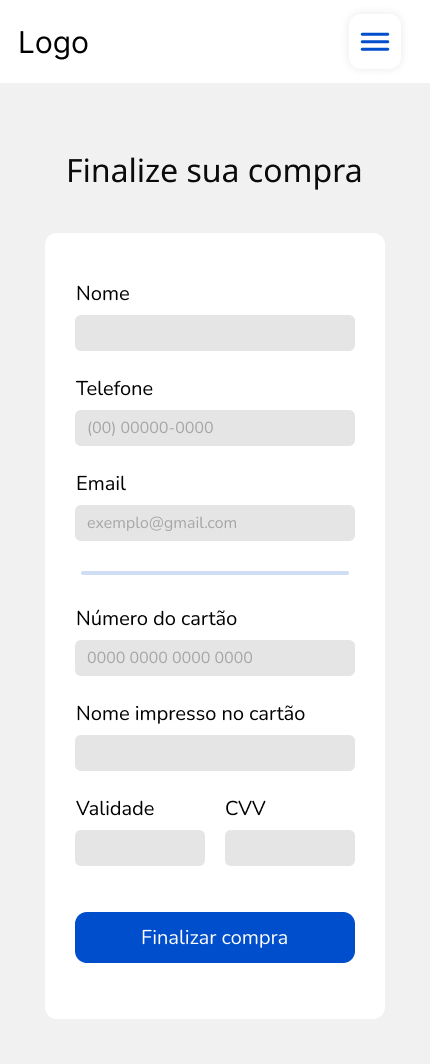 Logo
Finalize sua compra
Nome
Telefone
(00) 00000-0000
Email
exemplo@gmail.com
Número do cartão
0000 0000 0000 0000
Nome impresso no cartão
Validade CVV
Finalizar compra